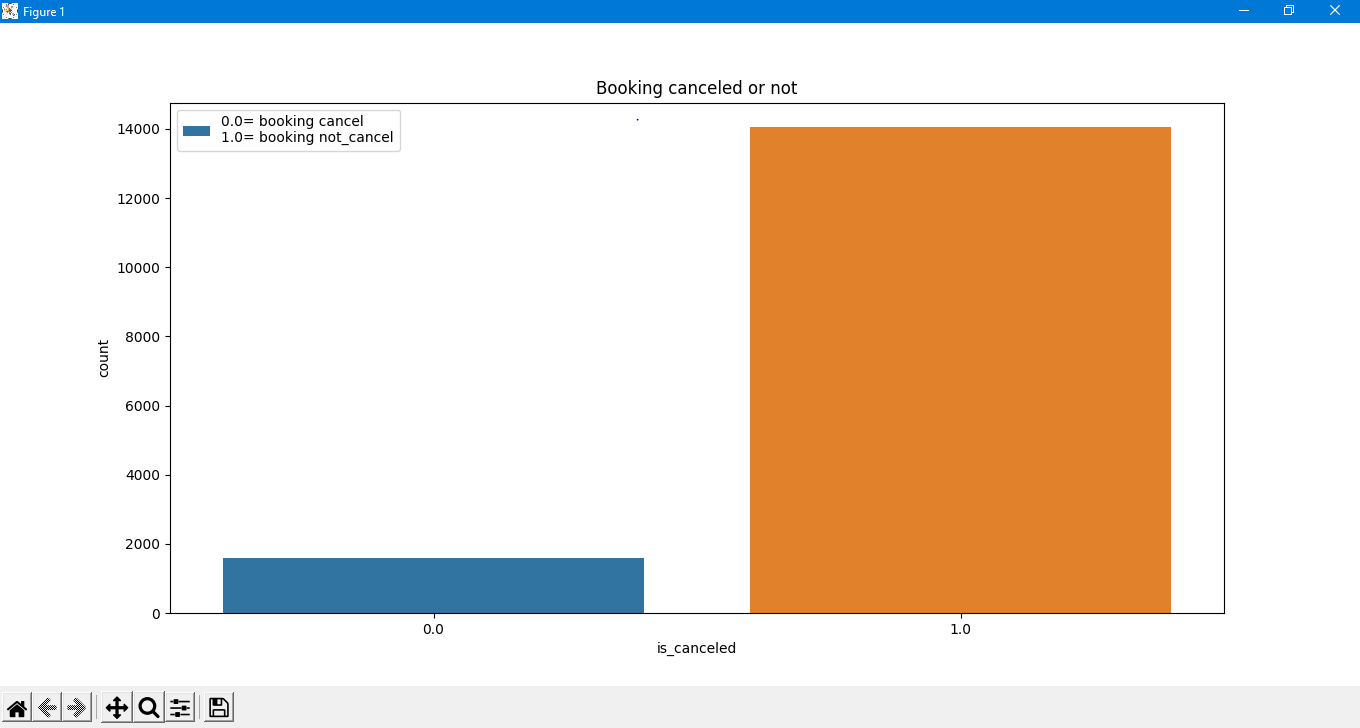 Figure 1
Booking canceled or not
0.0= booking cancel
1.0= booking not_cancel
14000
12000
10000
8000
6000
4000
2000
0
count
0.0
1.0
is_canceled